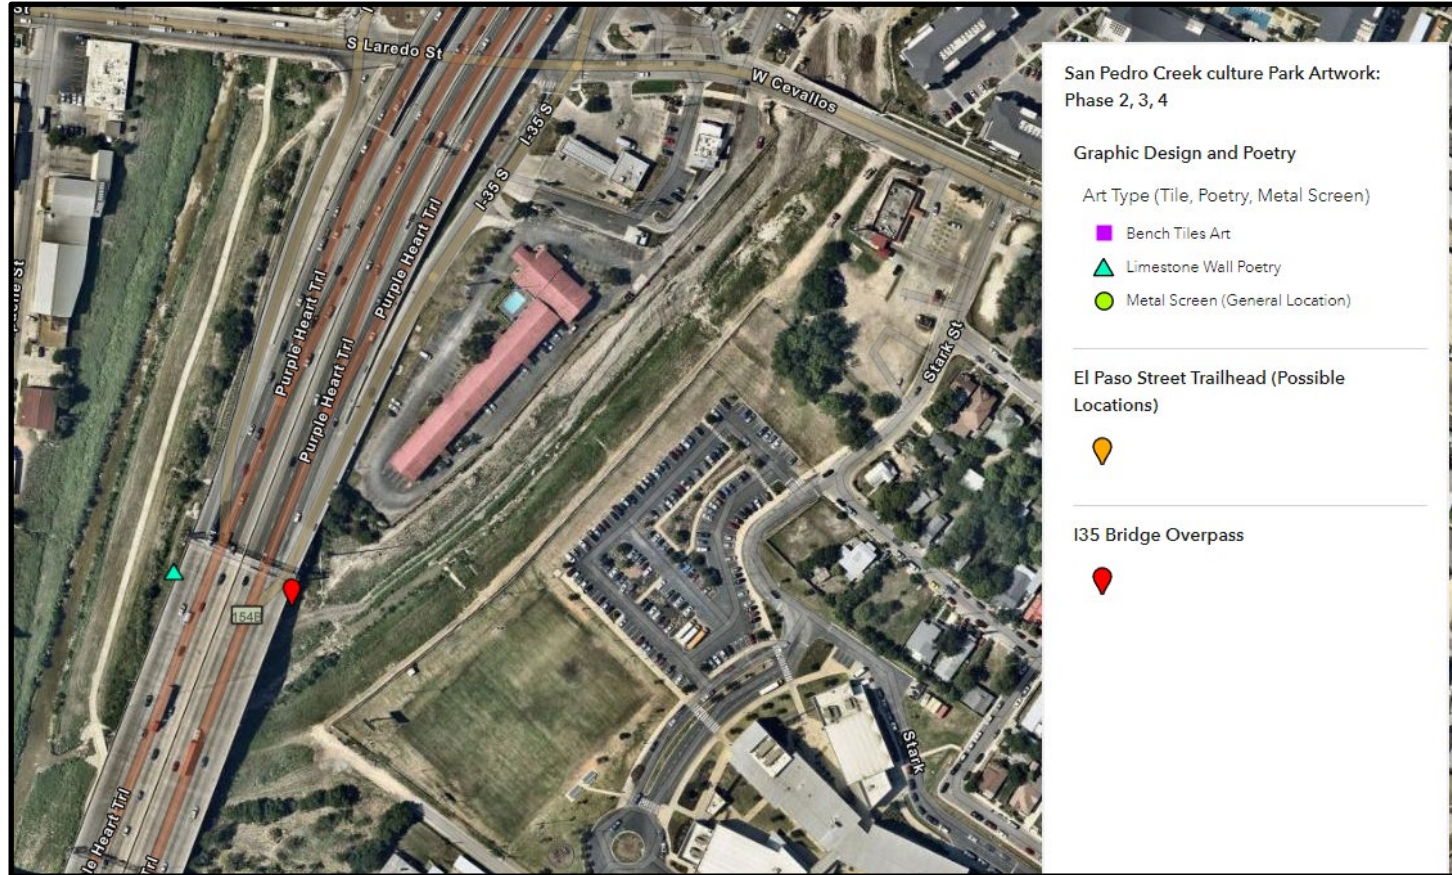 St
S Laredo St
W Cevallos
I-35 S
I-35 S
Purple Heart Trl
Purple Heart Trl
Purple Heart Trl
Stark St
154B
Stark
Trl
San Pedro Creek culture Park Artwork:
Phase 2, 3, 4
Graphic Design and Poetry
Art Type (Tile, Poetry, Metal Screen)
Bench Tiles Art
Limestone Wall Poetry
Metal Screen (General Location)
El Paso Street Trailhead (Possible
Locations)
I35 Bridge Overpass